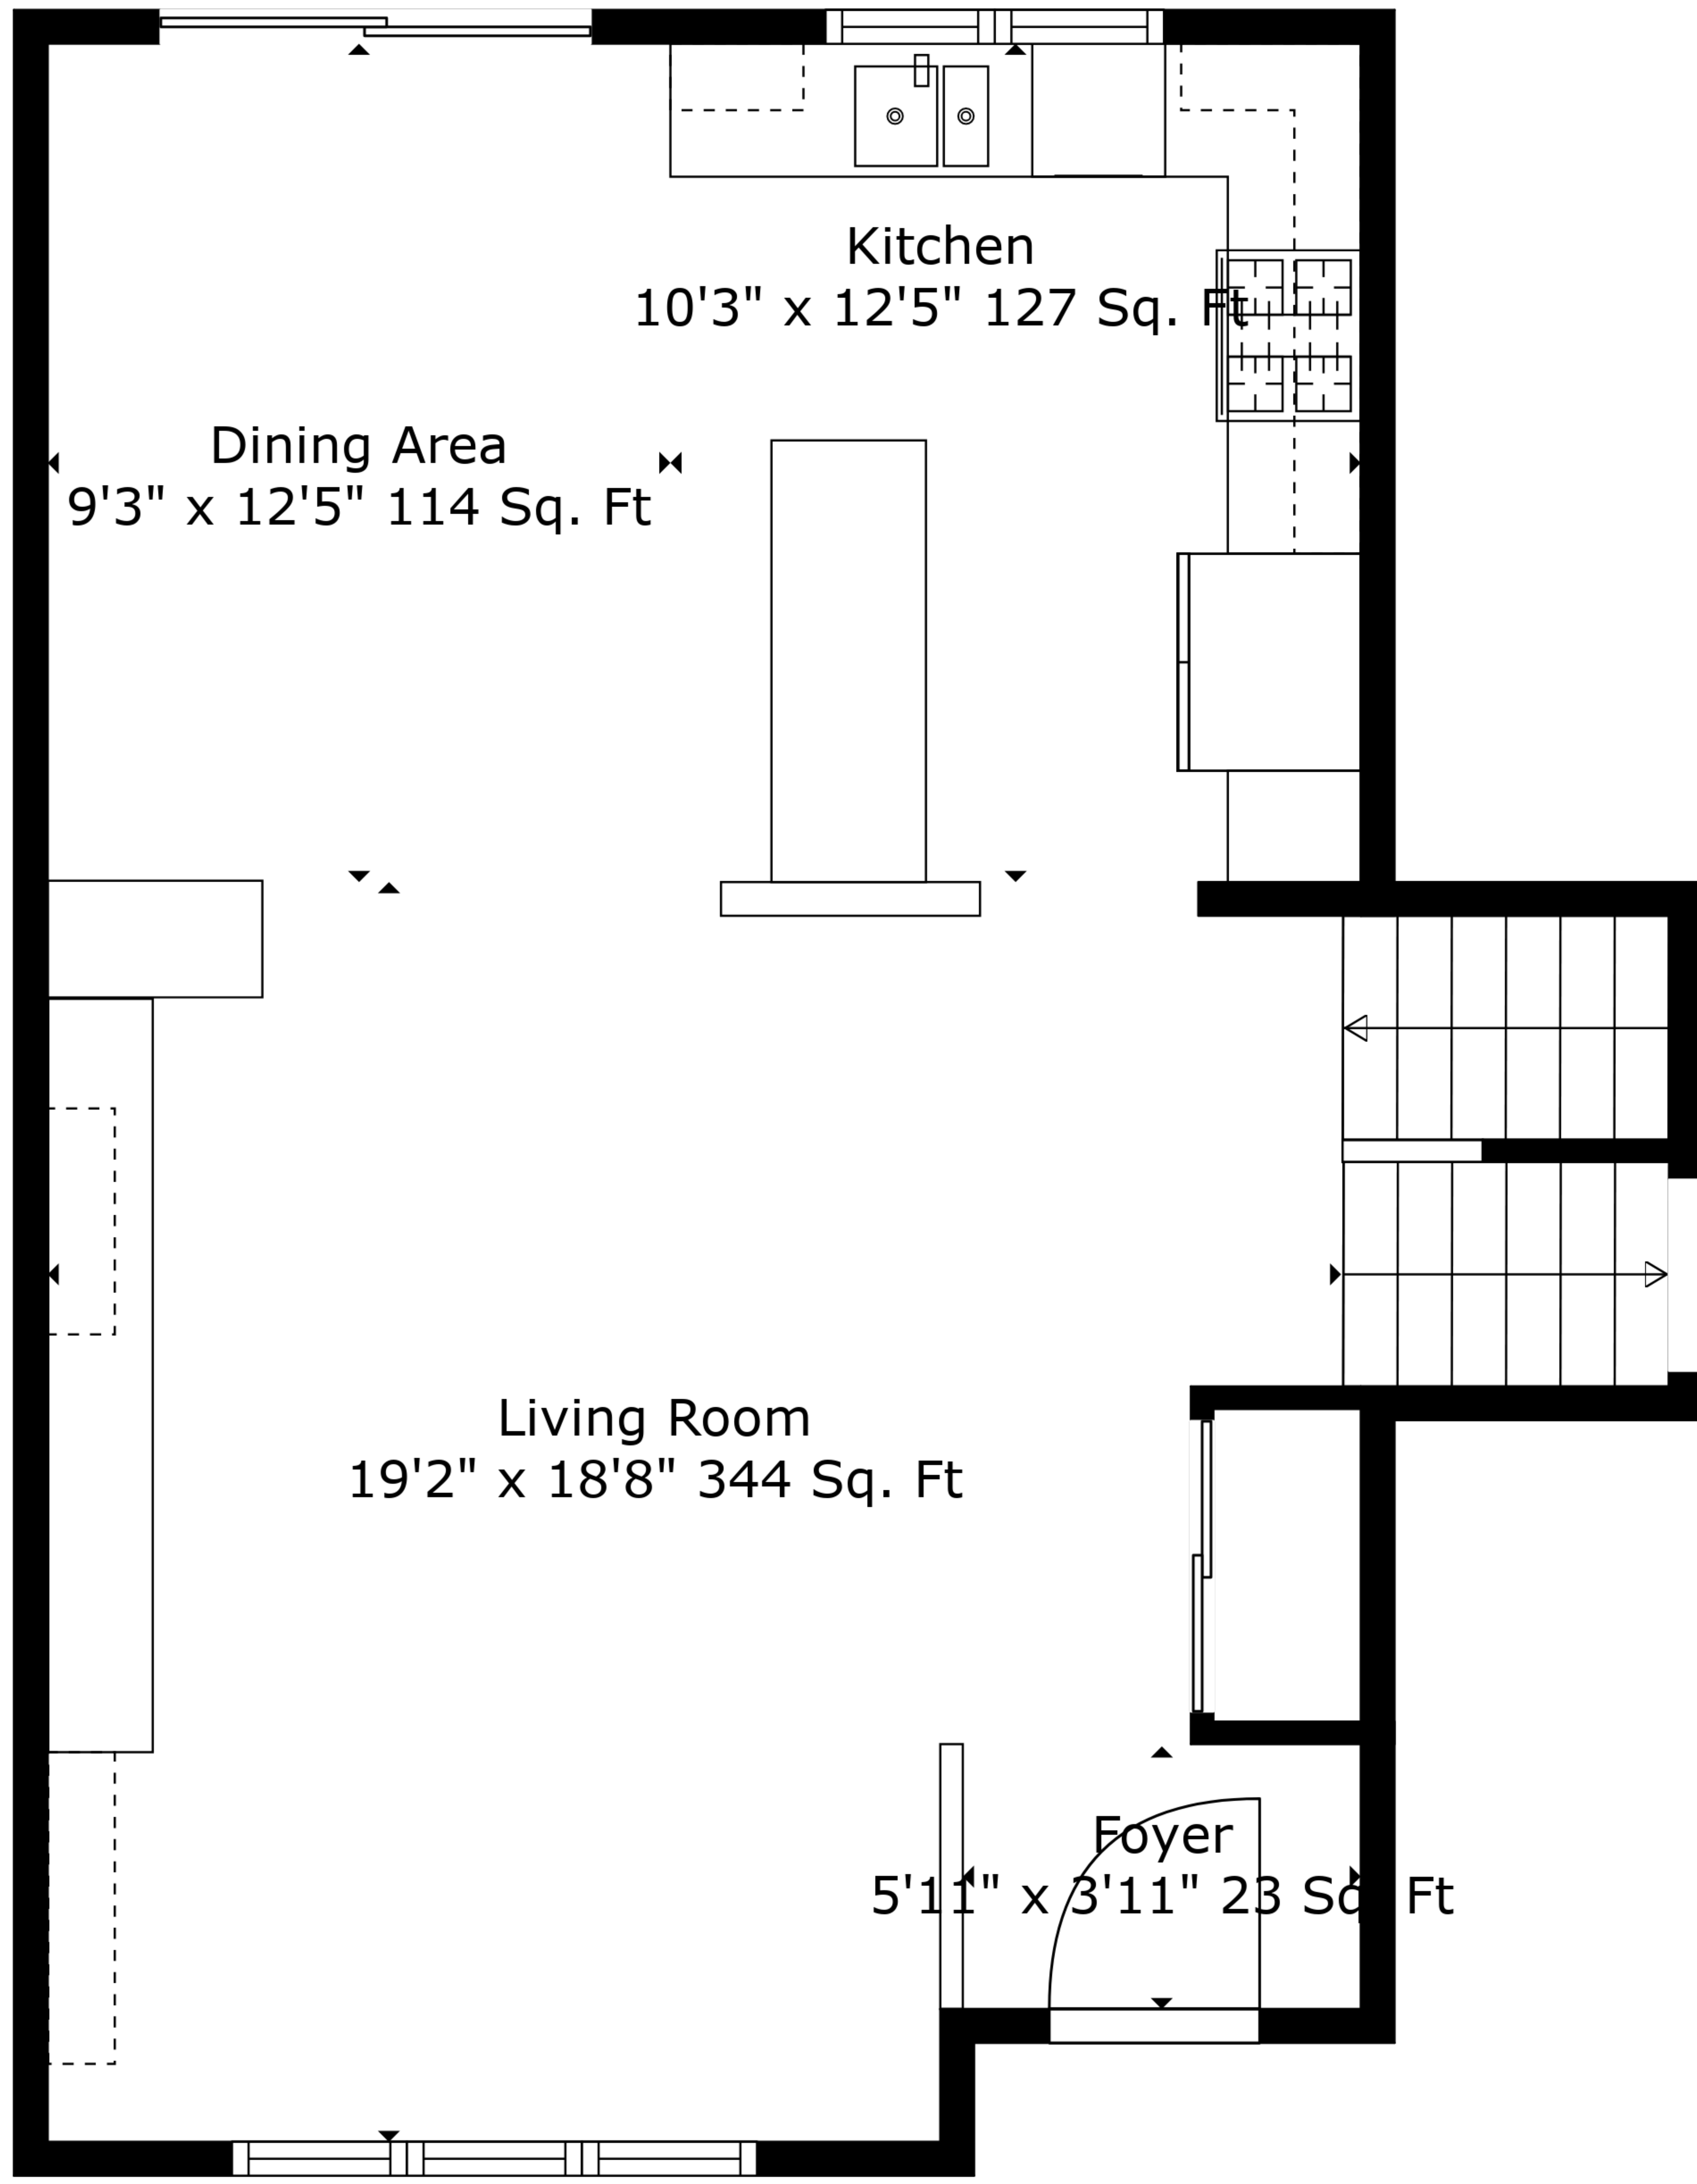 Kitchen
10'3" x 12'5" 127 Sq. Ft
Dining Area
9'3" x 12'5" 114 Sq. Ft
Living Room
19'2" x 18'8" 344 Sq. Ft
Foyer
5'11" x 3'11" 23 Sq. Ft